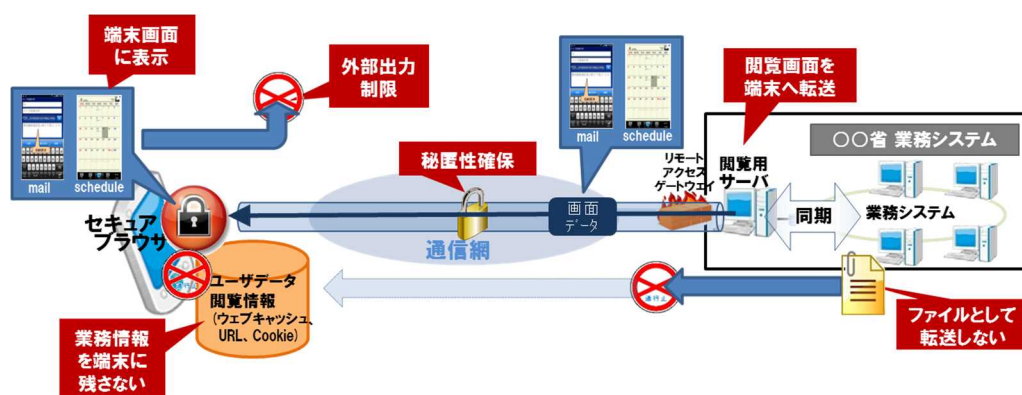 端末画面
に表示
外部出力
制限
mail
schedule
秘匿性確保
mail
schedule
閲覧画面を
端末へ転送
〇〇省 業務システム
リモート
アクセス
ゲートウェイ
閲覧用
サーバ
同期
業務システム
セキュア
ブラウザ
画面
データ
通信網
ユーザデータ
閲覧情報
(ウェブキャッシュ、
URL、Cookie)
通行止
業務情報
を端末に
残さない
ファイルとして
転送しない